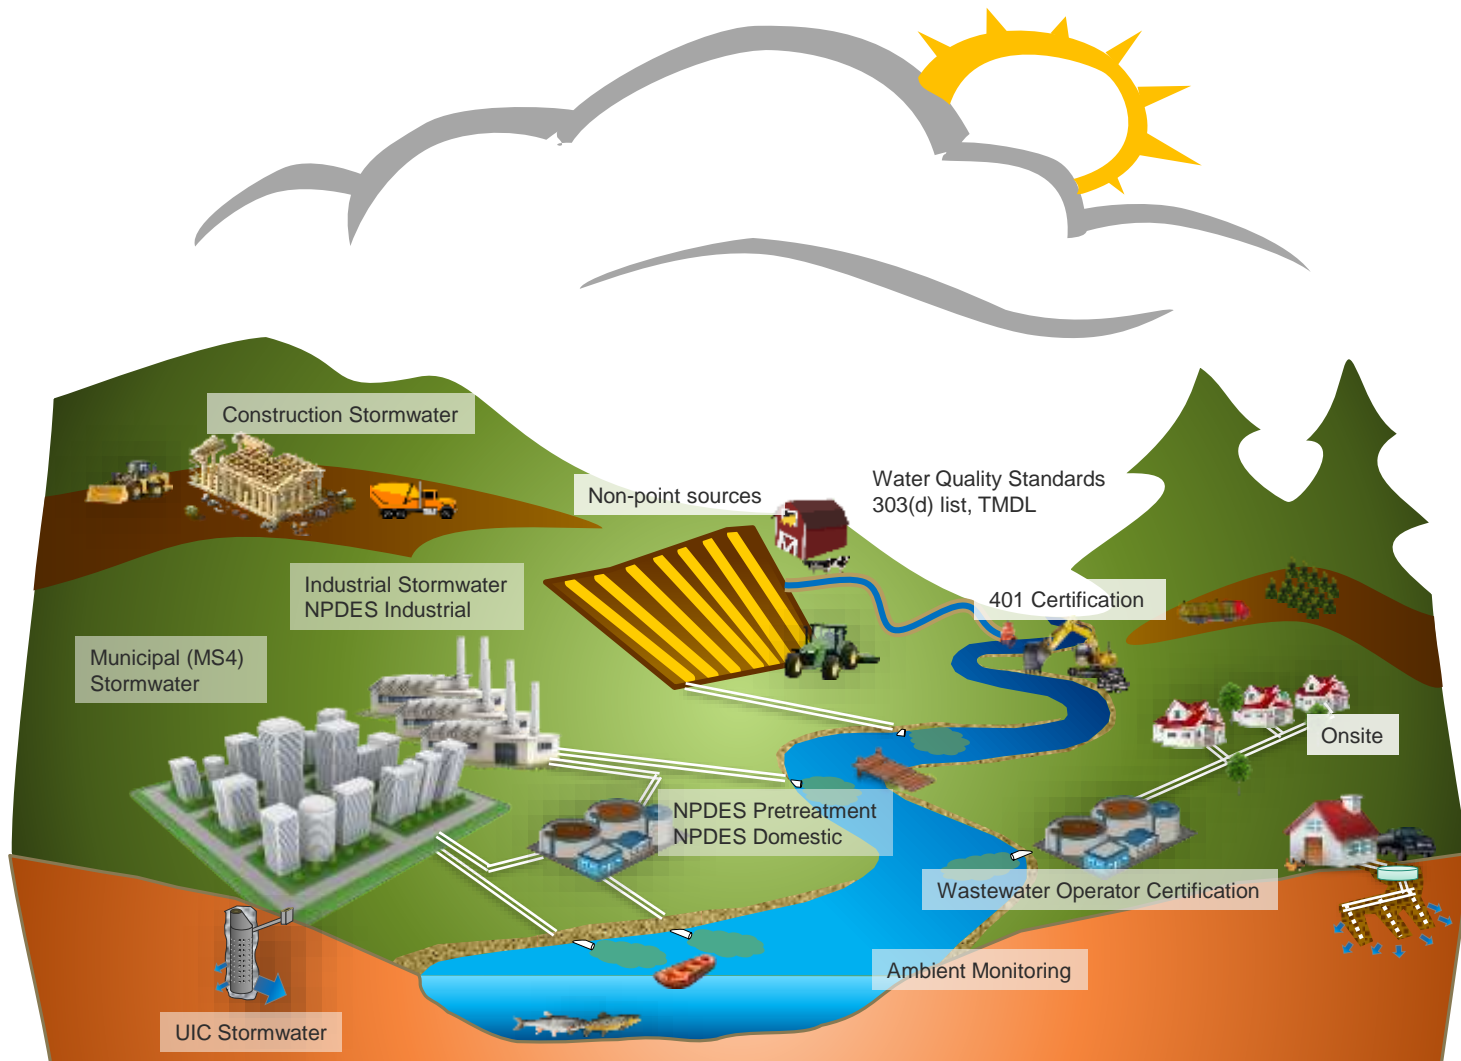 Construction Stormwater
Water Quality Standards
303(d) list, TMDL
Non-point sources
Industrial Stormwater
NPDES Industrial
401 Certification
Municipal (MS4)
Stormwater
Onsite
NPDES Pretreatment
NPDES Domestic
Wastewater Operator Certification
Ambient Monitoring
UIC Stormwater